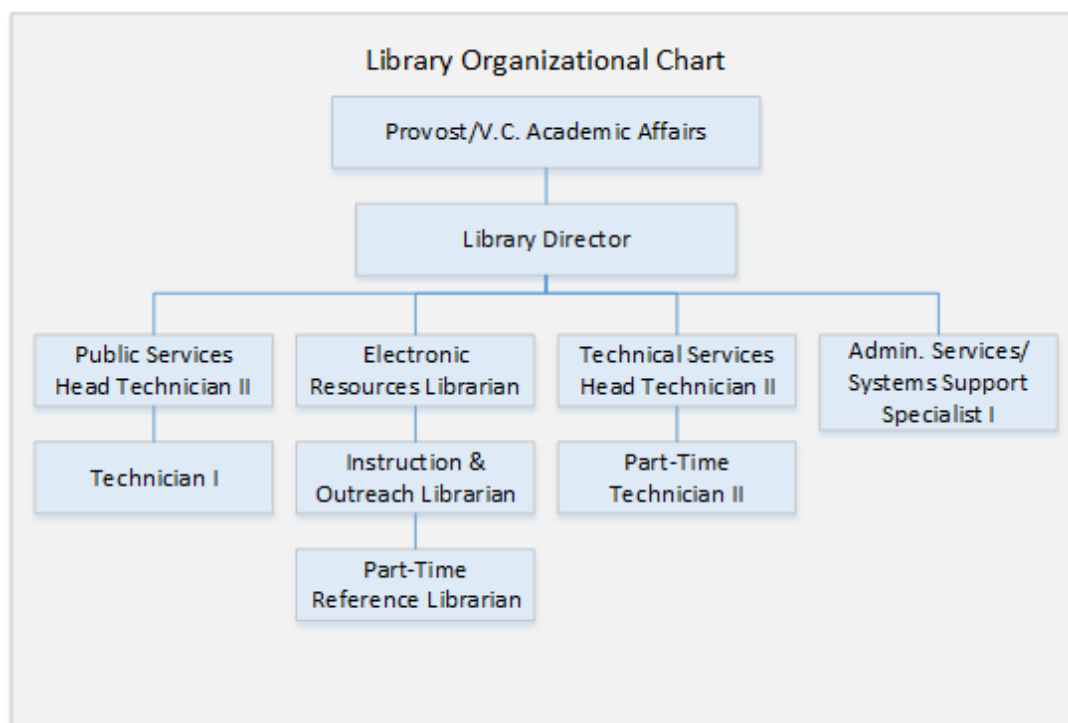 Library Organizational Chart
Provost/V.C. Academic Affairs
Library Director
Public Services
Head Technician II
Electronic
Resources Librarian
Technical Services
Head Technician II
Admin. Services/
Systems Support
Specialist I
Technician I
Instruction &
Outreach Librarian
Part-Time
Technician II
Part-Time
Reference Librarian